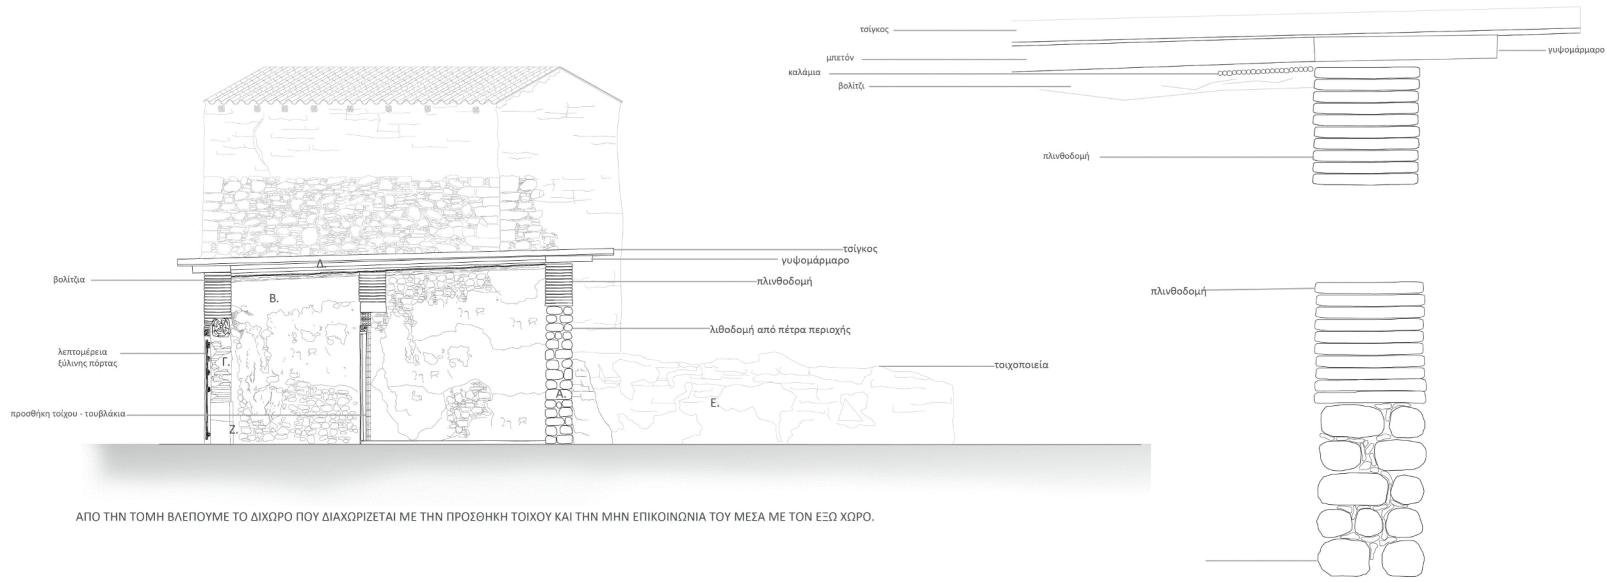 τσίγκος
μπετόν
γυψομάρμαρο
καλάμια
βολίτζι
πλινθοδομή
τσίγκος
γυψομάρμαρο
Δ.
βολίτζια
πλινθοδομή
Β.
πλινθοδομή
λιθοδομή από πέτρα περιοχής
λεπτομέρεια
ξύλινης πόρτας
Γ.
τοιχοποιεία
Α.
Ε.
προσθήκη τοίχου - τουβλάκια
Ζ.
ΑΠΟ ΤΗΝ ΤΟΜΗ ΒΛΕΠΟΥΜΕ ΤΟ ΔΙΧΩΡΟ ΠΟΥ ΔΙΑΧΩΡΙΖΕΤΑΙ ΜΕ ΤΗΝ ΠΡΟΣΘΗΚΗ ΤΟΙΧΟΥ ΚΑΙ ΤΗΝ ΜΗΝ ΕΠΙΚΟΙΝΩΝΙΑ ΤΟΥ ΜΕΣΑ ΜΕ ΤΟΝ ΕΞΩ ΧΩΡΟ.